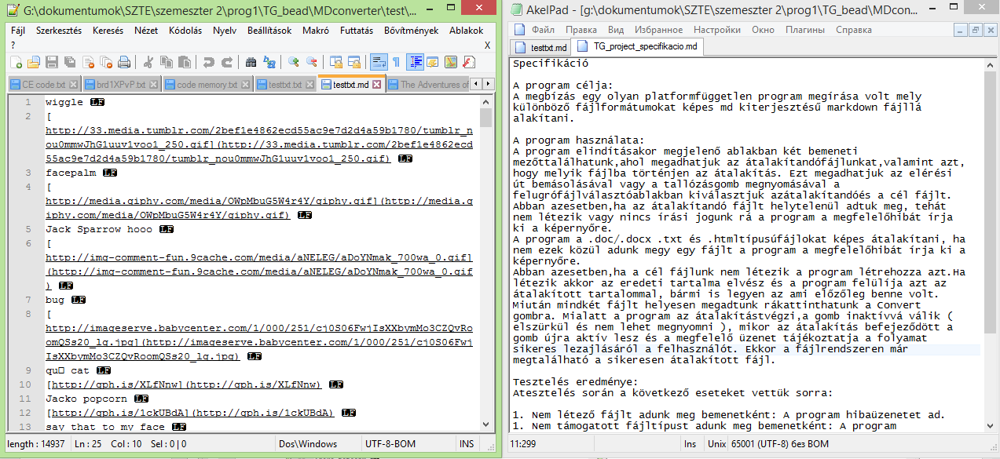 G:\dokumentumok\SZTE\szemeszter 2\prog1\TG_bead\MDconverter\test\...
Fájl Szerkesztés Keresés Nézet Kódolás Nyelv Beállítások Makró Futtatás Bővítmények Ablakok
? X
CE code.txt brd1XPvP.txt code memory.txt testtxt.txt testtxt.md The Adventures of
1 wiggle LF
2 [
http://33.media.tumblr.com/2bef1e4862ecd55ac9e7d2d4a59b1780/tumblr_n
ou0mmwJhG1uuv1voo1_250.gif](http://33.media.tumblr.com/2bef1e4862ecd
55ac9e7d2d4a59b1780/tumblr_nou0mmwJhG1uuv1voo1_250.gif) LF
3 facepalm LF
4 [
http://media.giphy.com/media/OWpMbuG5W4r4Y/giphy.gif](http://media.g
iphy.com/media/OWpMbuG5W4r4Y/giphy.gif) LF
5 Jack Sparrow hooo LF
6 [
http://img-comment-fun.9cache.com/media/aNELEG/aDoYNmak_700wa_0.gif]
(http://img-comment-fun.9cache.com/media/aNELEG/aDoYNmak_700wa_0.gif
) LF
7 bug LF
8 [
http://imageserve.babycenter.com/1/000/251/cj0S06FwjIsXXbymMo3CZQvRo
omQSs20_lg.jpg](http://imageserve.babycenter.com/1/000/251/cj0S06Fwj
IsXXbymMo3CZQvRoomQSs20_lg.jpg) LF
9 qu cat LF
10 [http://gph.is/XLfNnw](http://gph.is/XLfNnw) LF
11 Jacko popcorn LF
12 [http://gph.is/1ckUBdA](http://gph.is/1ckUBdA) LF
13 say that to my face LF
length : 14937 Ln : 25 Col : 10 Sel : 0 | 0 Dos\Windows UTF-8-BOM INS
AkelPad - [g:\dokumentumok\SZTE\szemeszter 2\prog1\TG_bead\MDcon...
Файл Правка Вид Избранное Настройки Окно Плагины Справка
testtxt.md TG_project_specifikacio.md
Specifikáció
A program célja:
A megbízás egy olyan platformfüggetlen program megírása volt mely
különböző fájlformátumokat képes md kiterjesztésű markdown fájllá
alakítani.
A program használata:
A program elindításakor megjelenő ablakban két bemeneti
mezőttalálhatunk,ahol megadhatjuk az átalakítandófájlunkat,valamint azt,
hogy melyik fájlba történjen az átalakítás. Ezt megadhatjuk az elérési
út bemásolásával vagy a tallózásgomb megnyomásával a
felugrófájlválasztóablakban kiválasztjuk azátalakítandóés a cél fájlt.
Abban azesetben,ha az átalakítandó fájlt helytelenül adtuk meg, tehát
nem létezik vagy nincs írási jogunk rá a program a megfelelőhibát írja
ki a képernyőre.
A program a .doc/.docx .txt és .htmltípusúfájlokat képes átalakítani, ha
nem ezek közül adunk megy egy fájlt a program a megfelelőhibát írja ki a
képernyőre.
Abban azesetben,ha a cél fájlunk nem létezik a program létrehozza azt.Ha
létezik akkor az eredeti tartalma elvész és a program felülíja azt az
átalakított tartalommal, bármi is legyen az ami előzőleg benne volt.
Miután mindkét fájlt helyesen megadtunk rákattinthatunk a Convert
gombra. Mialatt a program az átalakítástvégzi,a gomb inaktívvá válik (
elszürkül és nem lehet megnyomni ), mikor az átalakítás befejeződött a
gomb újra aktív lesz és a megfelelő üzenet tájékoztatja a folyamat
sikeres lezajlásáról a felhasználót. Ekkor a fájlrendszeren már
megtalálható a sikeresen átalakított fájl.
Tesztelés eredménye:
Atesztelés során a következő eseteket vettük sorra:
1. Nem létező fájlt adunk meg bemenetként: A program hibaüzenetet ad.
1. Nem támogatott fájltípust adunk meg bemenetként: A program
11:299 Ins Unix 65001 (UTF-8) без BOM